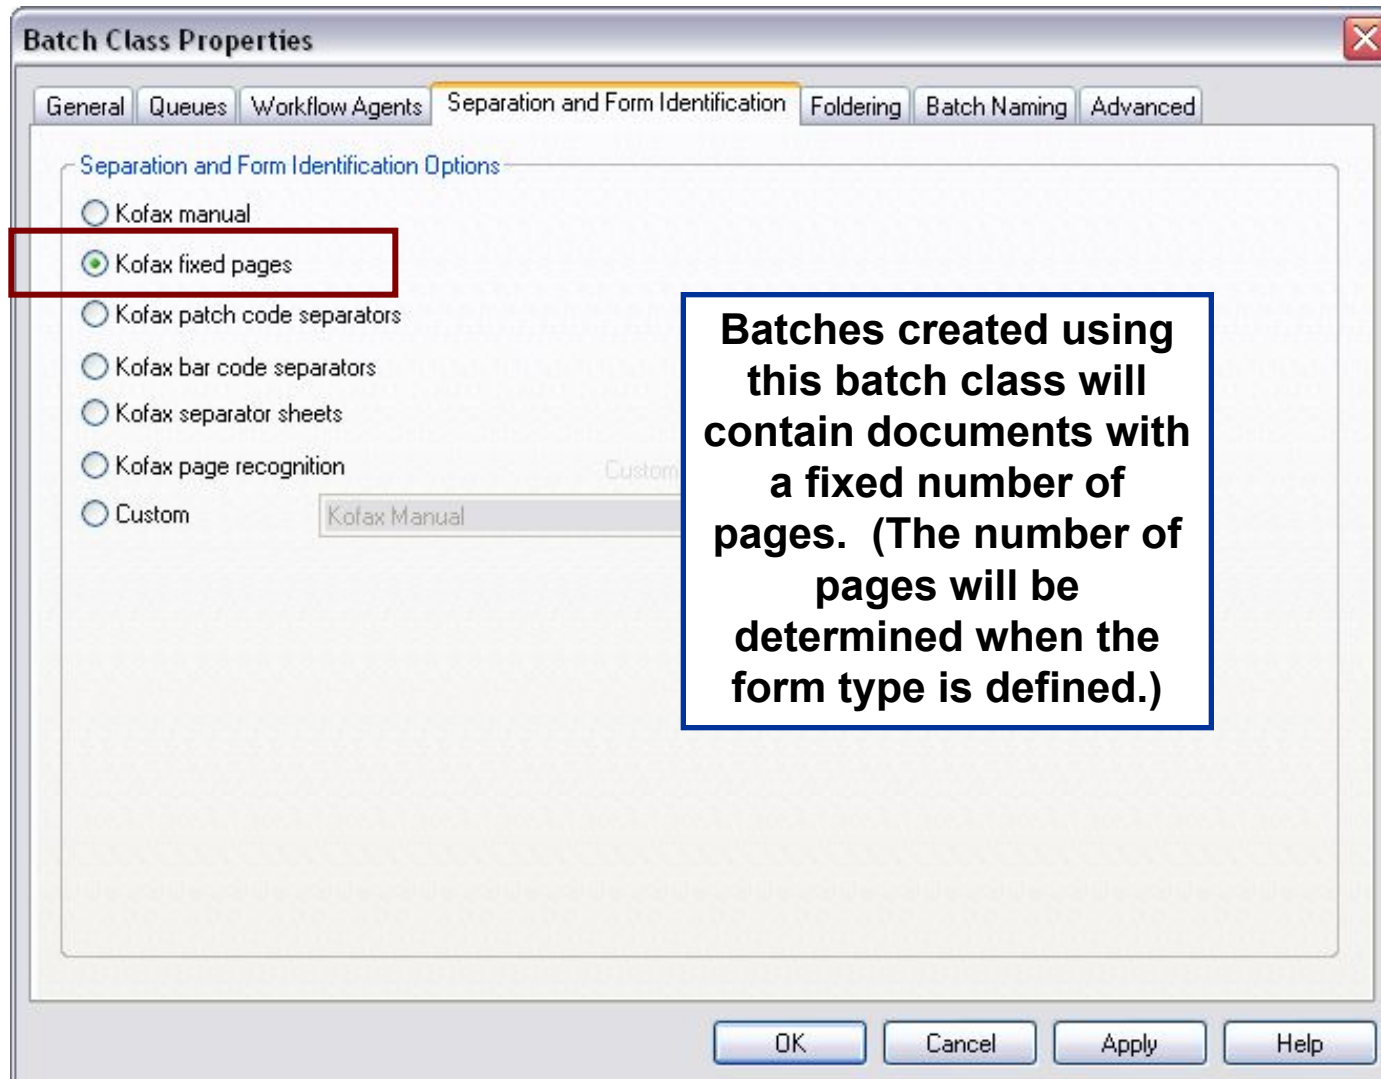 Batch Class Properties
General Queues Workflow Agents Separation and Form Identification Foldering Batch Naming Advanced
Separation and Form Identification Options
Kofax manual
Kofax fixed pages
Kofax patch code separators
Kofax bar code separators
Kofax separator sheets
Kofax page recognition
Custom
Custom
Kofax Manual
Batches created using
this batch class will
contain documents with
a fixed number of
pages. (The number of
pages will be
determined when the
form type is defined.)
OK Cancel Apply Help